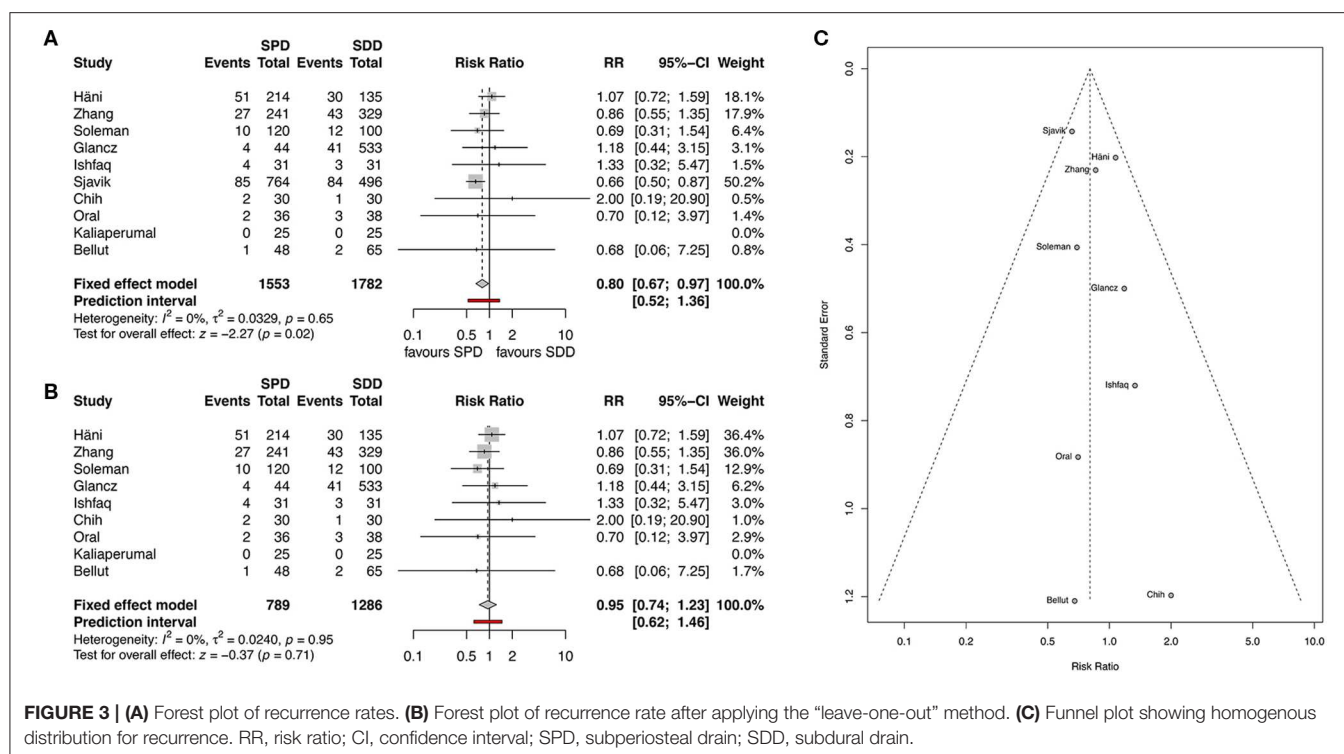 A
SPD SDD
Study Events Total Events Total Risk Ratio RR 95%-CI Weight
Häni 51 214 30 135 1.07 [0.72; 1.59] 18.1%
Zhang 27 241 43 329 0.86 [0.55; 1.35] 17.9%
Soleman 10 120 12 100 0.69 [0.31; 1.54] 6.4%
Glancz 4 44 41 533 1.18 [0.44; 3.15] 3.1%
Ishfaq 4 31 3 31 1.33 [0.32; 5.47] 1.5%
Sjavik 85 764 84 496 0.66 [0.50; 0.87] 50.2%
Chih 2 30 1 30 2.00 [0.19; 20.90] 0.5%
Oral 2 36 3 38 0.70 [0.12; 3.97] 1.4%
Kaliaperumal 0 25 0 25 0.0%
Bellut 1 48 2 65 0.68 [0.06; 7.25] 0.8%
Fixed effect model 1553 1782 0.80 [0.67; 0.97] 100.0%
Prediction interval [0.52; 1.36]
Heterogeneity: I² = 0%, τ² = 0.0329, p = 0.65
Test for overall effect: z = −2.27 (p = 0.02)
0.1 0.5 1 2 10
favours SPD favours SDD
B
SPD SDD
Study Events Total Events Total Risk Ratio RR 95%-CI Weight
Häni 51 214 30 135 1.07 [0.72; 1.59] 36.4%
Zhang 27 241 43 329 0.86 [0.55; 1.35] 36.0%
Soleman 10 120 12 100 0.69 [0.31; 1.54] 12.9%
Glancz 4 44 41 533 1.18 [0.44; 3.15] 6.2%
Ishfaq 4 31 3 31 1.33 [0.32; 5.47] 3.0%
Chih 2 30 1 30 2.00 [0.19; 20.90] 1.0%
Oral 2 36 3 38 0.70 [0.12; 3.97] 2.9%
Kaliaperumal 0 25 0 25 0.0%
Bellut 1 48 2 65 0.68 [0.06; 7.25] 1.7%
Fixed effect model 789 1286 0.95 [0.74; 1.23] 100.0%
Prediction interval [0.62; 1.46]
Heterogeneity: I² = 0%, τ² = 0.0240, p = 0.95
Test for overall effect: z = −0.37 (p = 0.71)
0.1 0.5 1 2 10
C
0.0
Sjavik
Häni
0.2
Zhang
Soleman
0.4
Glancz
Standard Error
0.6
Ishfaq
0.8
Oral
1.0
Chih
Bellut
1.2
0.1 0.2 0.5 1.0 2.0 5.0 10.0
Risk Ratio
FIGURE 3 | (A) Forest plot of recurrence rates. (B) Forest plot of recurrence rate after applying the “leave-one-out” method. (C) Funnel plot showing homogenous
distribution for recurrence. RR, risk ratio; CI, confidence interval; SPD, subperiosteal drain; SDD, subdural drain.